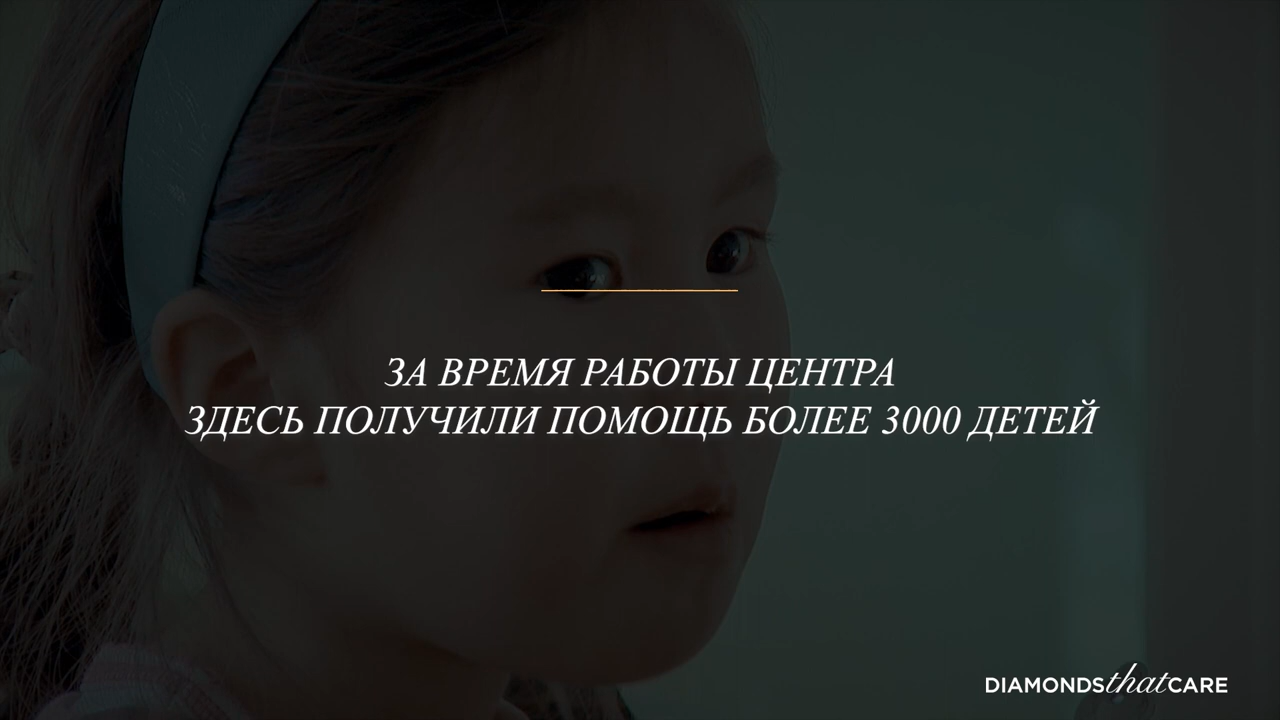 ЗА ВРЕМЯ РАБОТЫ ЦЕНТРА
ЗДЕСЬ ПОЛУЧИЛИ ПОМОЩЬ БОЛЕЕ 3000 ДЕТЕЙ
DIAMONDSthatCARE